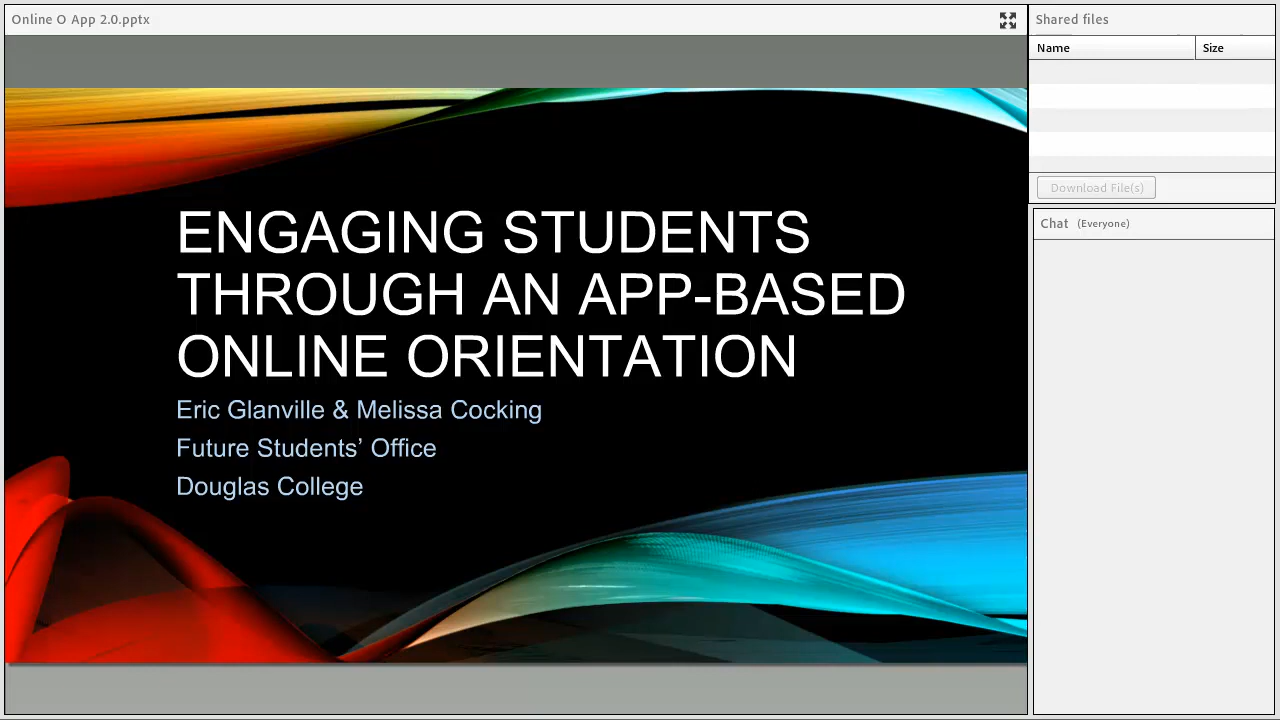 Online O App 2.0.pptx
ENGAGING STUDENTS
THROUGH AN APP-BASED
ONLINE ORIENTATION
Eric Glanville & Melissa Cocking
Future Students’ Office
Douglas College
Shared files
Name Size
Download File(s)
Chat (Everyone)